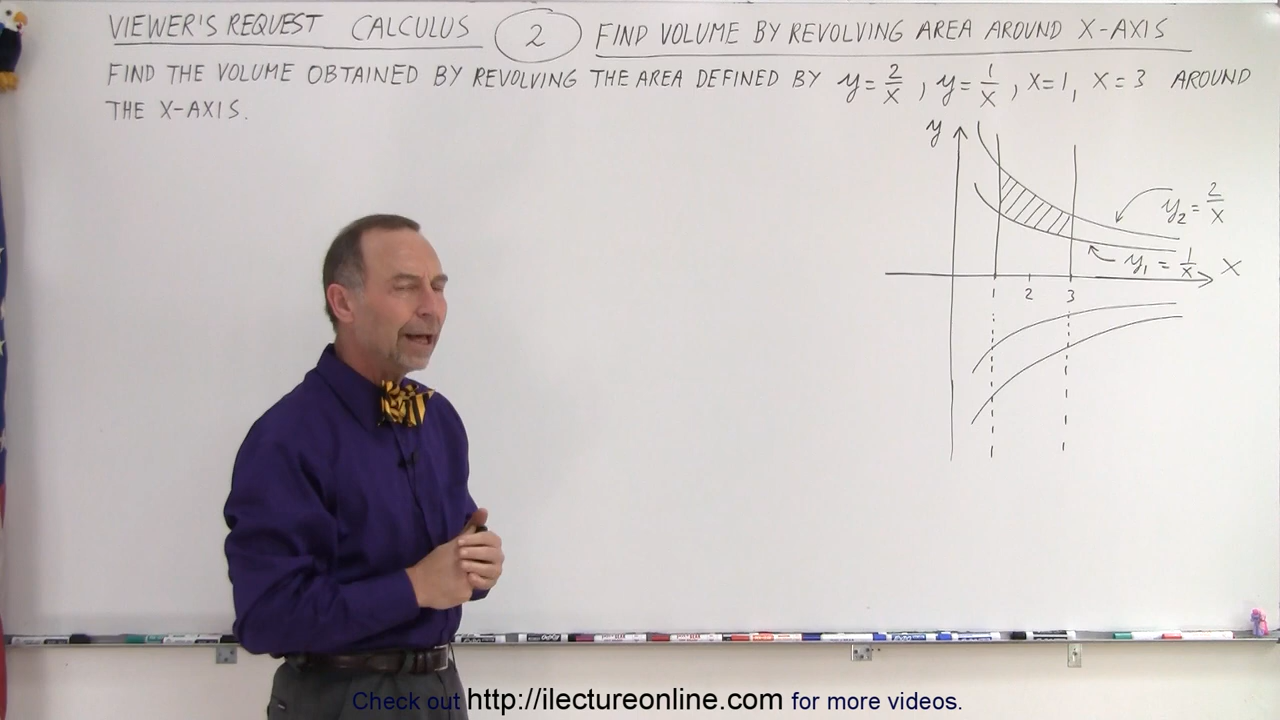 VIEWER'S REQUEST CALCULUS 2 FIND VOLUME BY REVOLVING AREA AROUND X-AXIS
FIND THE VOLUME OBTAINED BY REVOLVING THE AREA DEFINED BY y = 2/x , y = 1/x , x=1, x=3 AROUND
THE X-AXIS.
y
y₂ = 2/x
y₁ = 1/x
X
1 2 3
Check out http://ilectureonline.com for more videos.